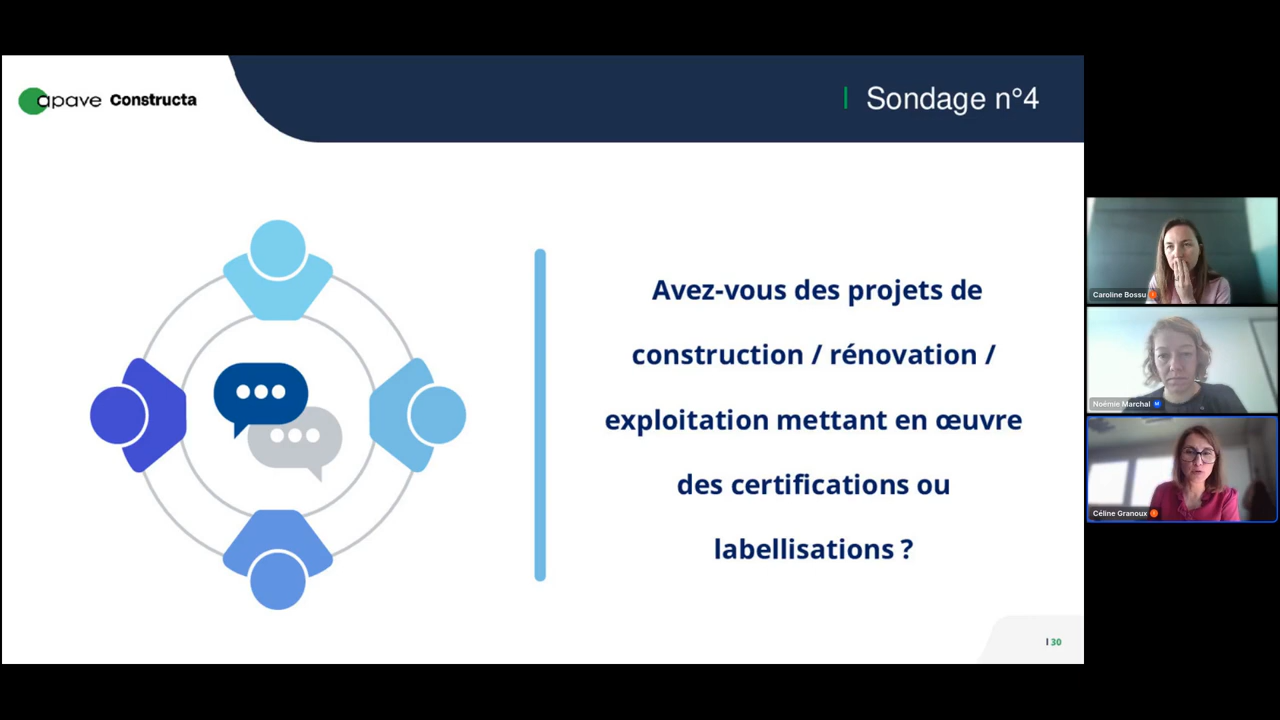 apave Constructa
Sondage n°4
Avez-vous des projets de
construction / rénovation /
exploitation mettant en œuvre
des certifications ou
labellisations ?
30
Caroline Bossu
Noémie Marchal
Céline Granoux